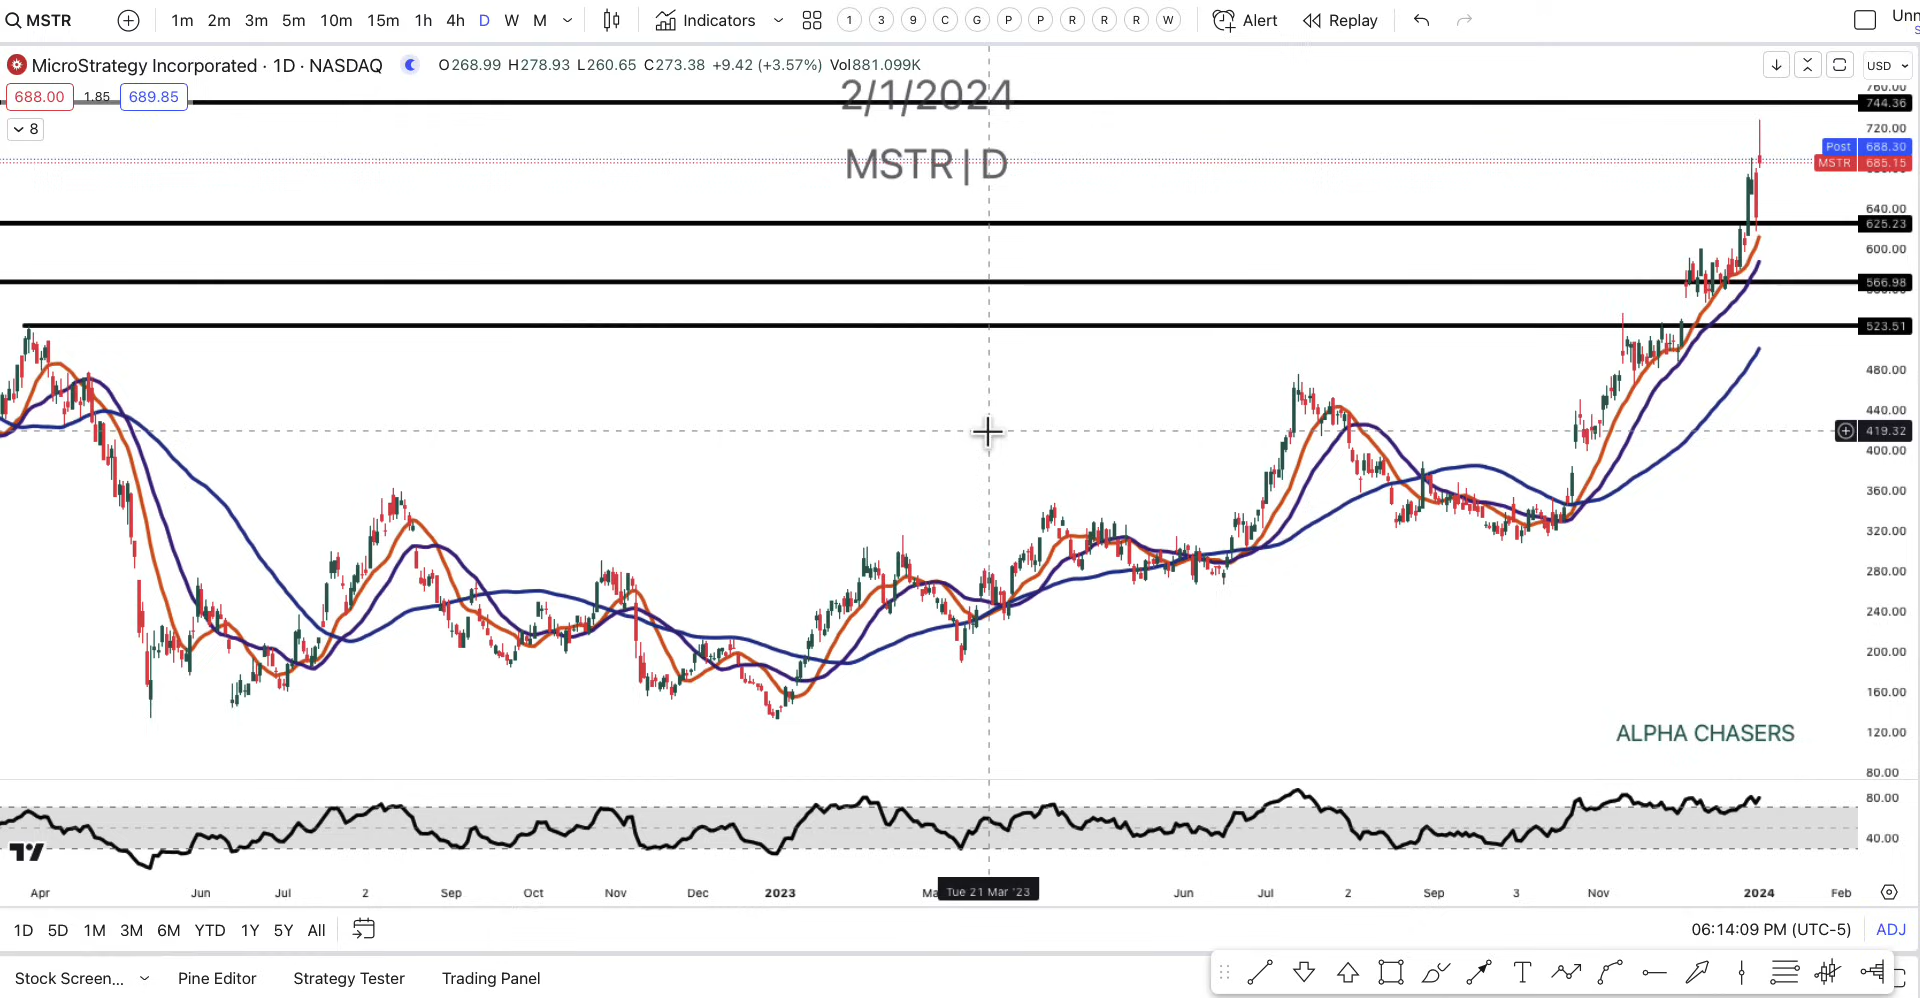 MSTR 1m 2m 3m 5m 10m 15m 1h 4h D W M Indicators 1 3 9 C G P P R R R W Alert Replay
MicroStrategy Incorporated · 1D · NASDAQ O268.99 H278.93 L260.65 C273.38 +9.42 (+3.57%) Vol881.099K USD
688.00 1.85 689.85
8
2/1/2024
MSTR | D
760.00
744.36
720.00
Post 688.30
MSTR 685.15
640.00
625.23
600.00
566.98
523.51
480.00
440.00
419.32
400.00
360.00
320.00
280.00
240.00
200.00
160.00
120.00
80.00
ALPHA CHASERS
80.00
40.00
Apr Jun Jul 2 Sep Oct Nov Dec 2023 Ma Tue 21 Mar '23 Jun Jul 2 Sep 3 Nov 2024 Feb
1D 5D 1M 3M 6M YTD 1Y 5Y All 06:14:09 PM (UTC-5) ADJ
Stock Screen... Pine Editor Strategy Tester Trading Panel